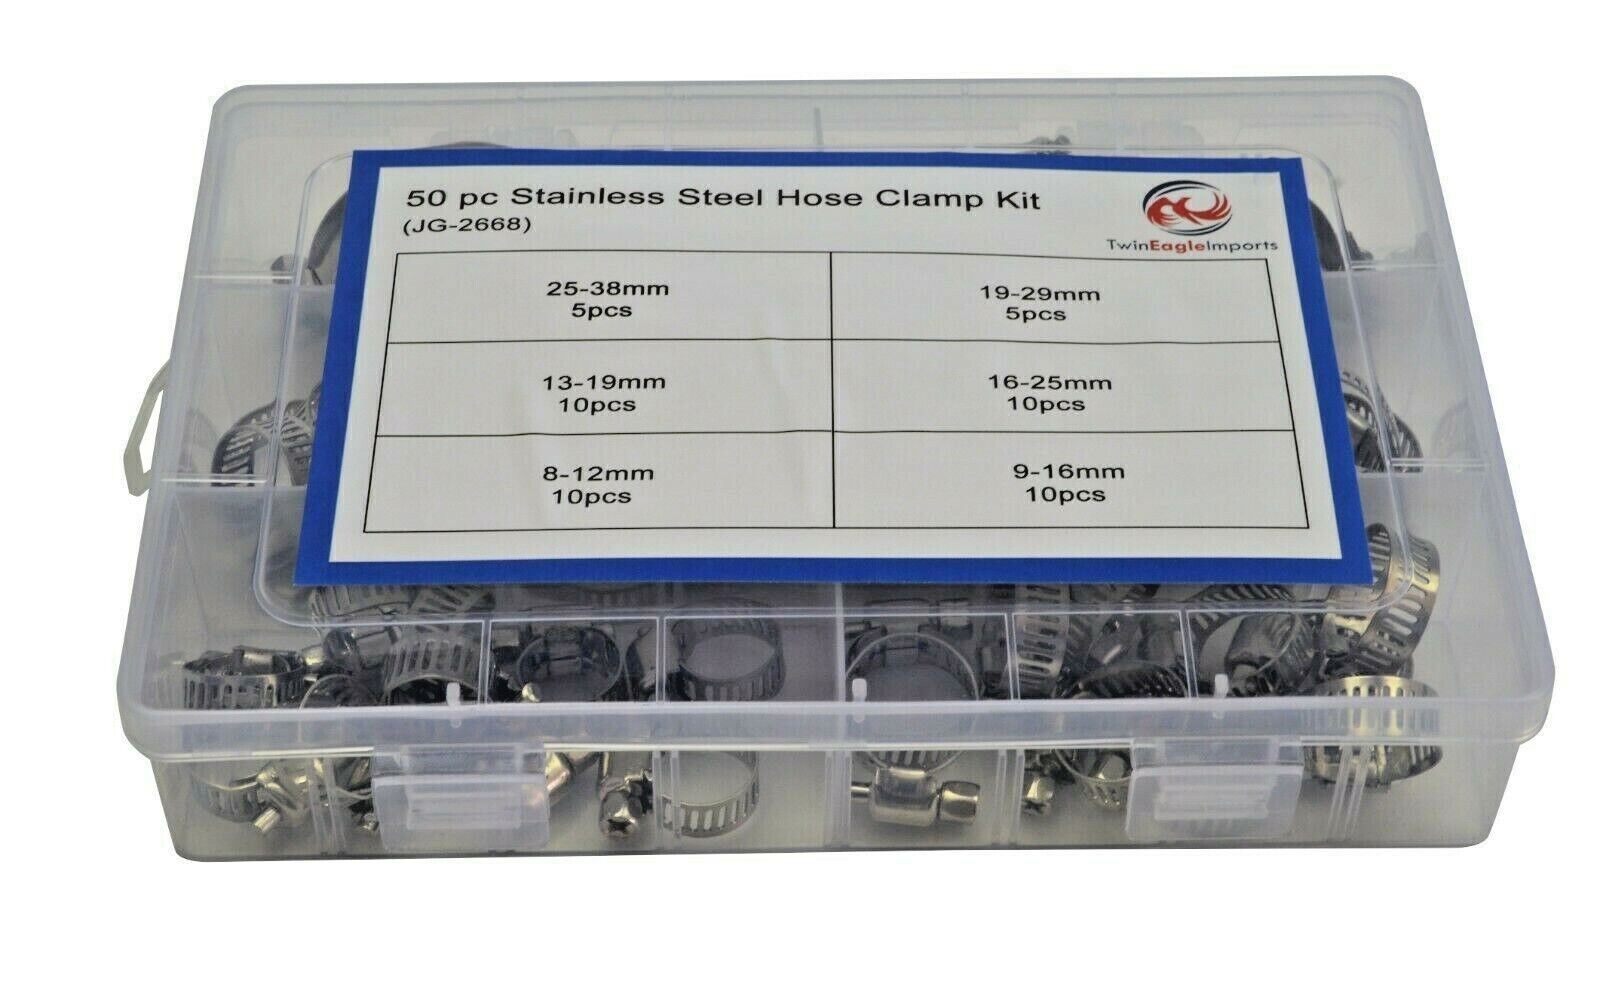 50 pc Stainless Steel Hose Clamp Kit
(JG-2668)
TwinEagleImports
25-38mm
5pcs
19-29mm
5pcs
13-19mm
10pcs
16-25mm
10pcs
8-12mm
10pcs
9-16mm
10pcs